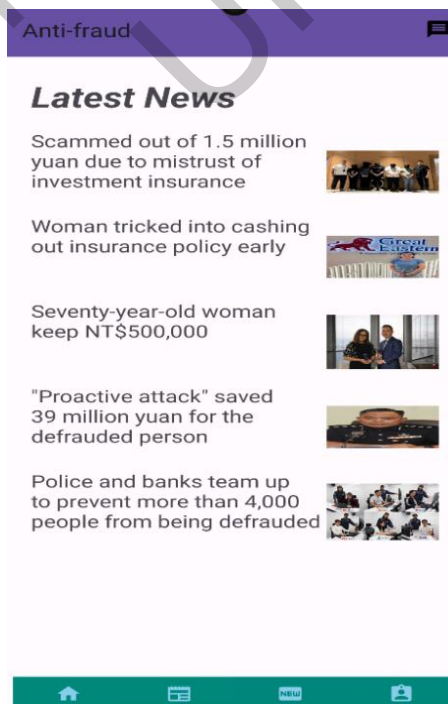 Anti-fraud
Latest News
Scammed out of 1.5 million
yuan due to mistrust of
investment insurance
Woman tricked into cashing
out insurance policy early
Great
Eastern
Seventy-year-old woman
keep NT$500,000
"Proactive attack" saved
39 million yuan for the
defrauded person
Police and banks team up
to prevent more than 4,000
people from being defrauded
NEW